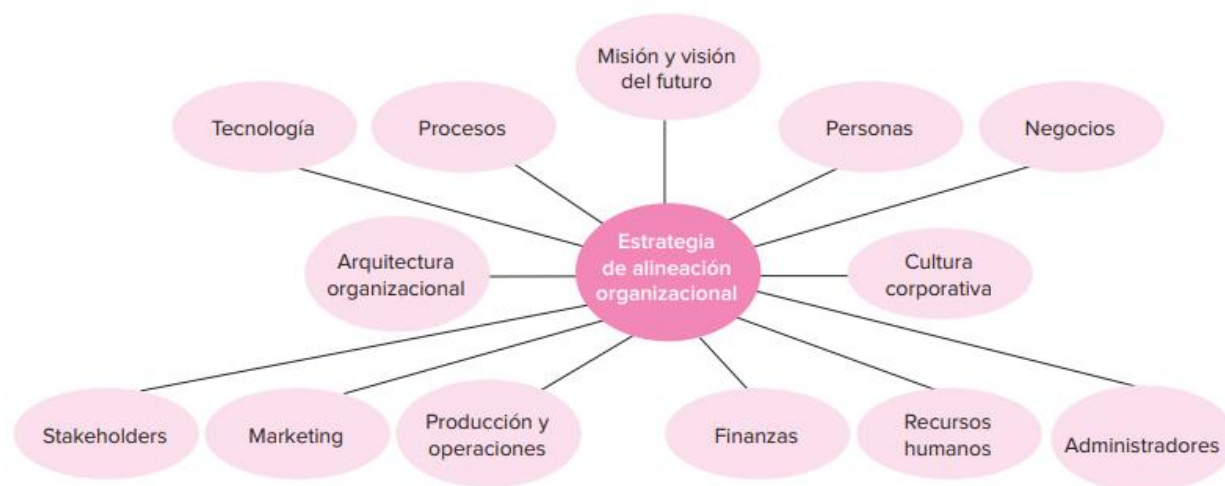 Misión y visión
del futuro
Tecnología
Procesos
Personas
Negocios
Estrategia
de alineación
organizacional
Arquitectura
organizacional
Cultura
corporativa
Stakeholders
Marketing
Producción y
operaciones
Finanzas
Recursos
humanos
Administradores